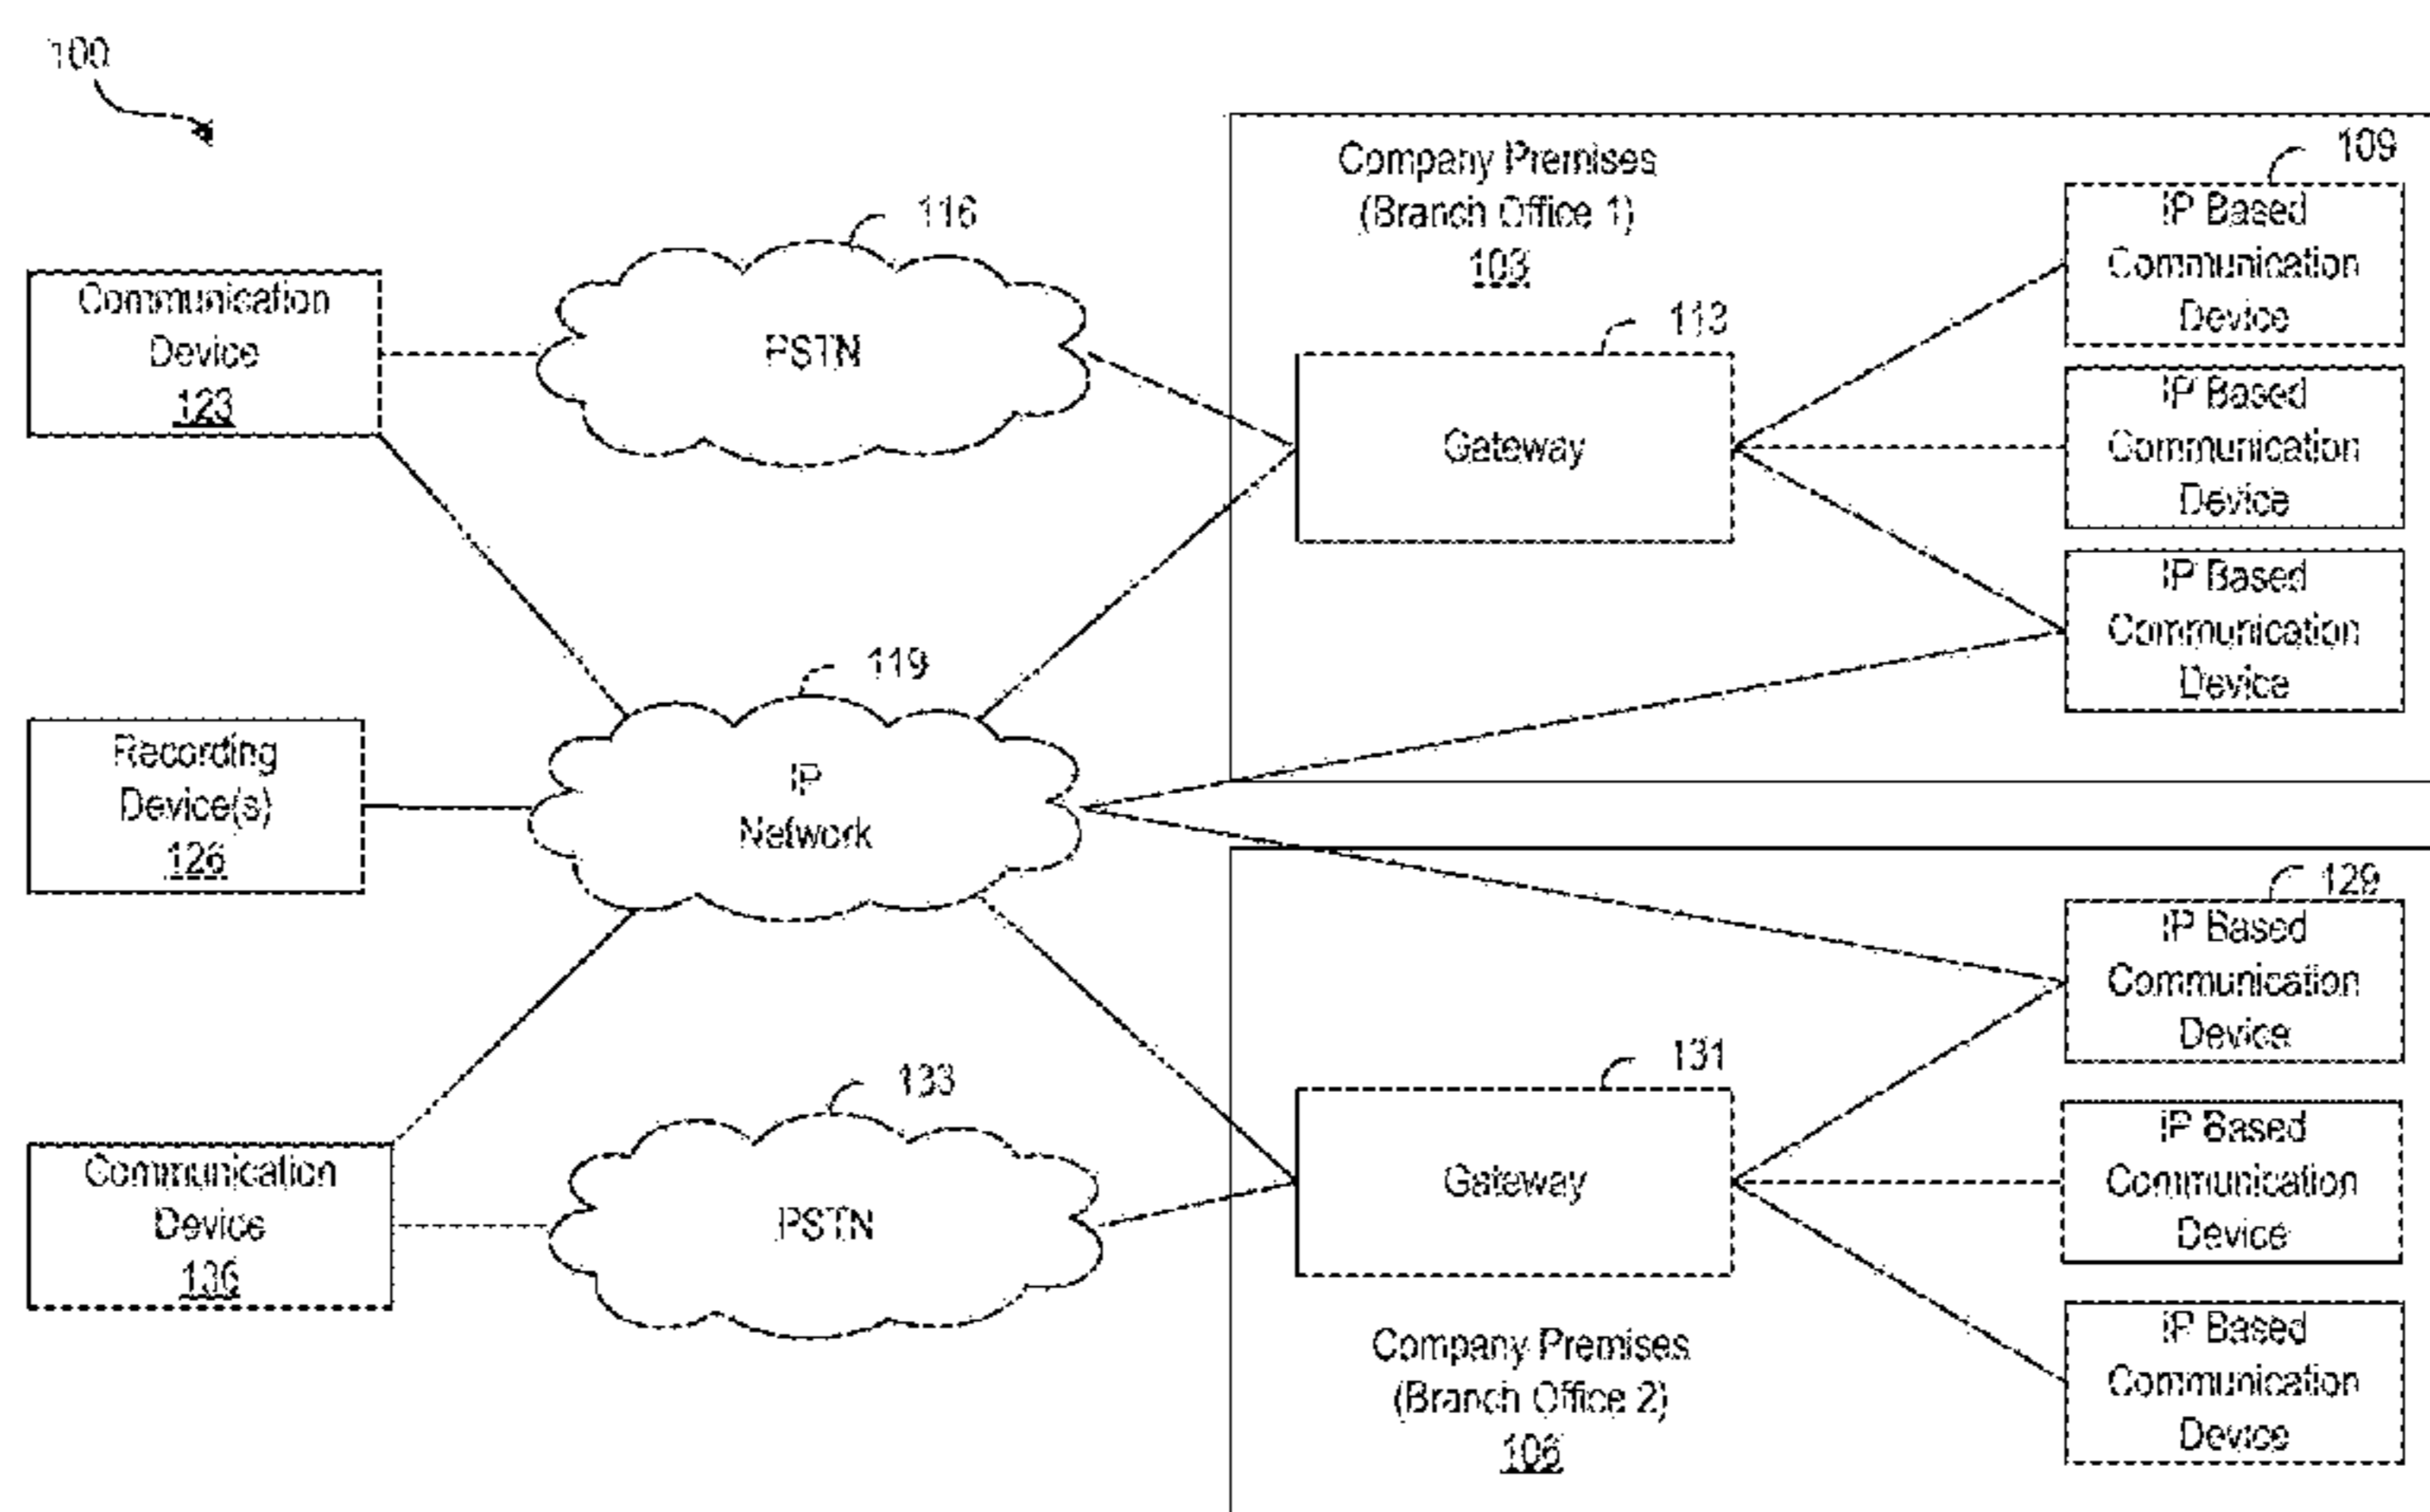 100
116
Communication
Device
123
PSTN
Company Premises
(Branch Office 1)
103
109
IP Based
Communication
Device
113
Gateway
IP Based
Communication
Device
IP Based
Communication
Device
119
Recording
Device(s)
126
IP
Network
129
IP Based
Communication
Device
131
Gateway
133
Communication
Device
136
PSTN
IP Based
Communication
Device
Company Premises
(Branch Office 2)
106
IP Based
Communication
Device